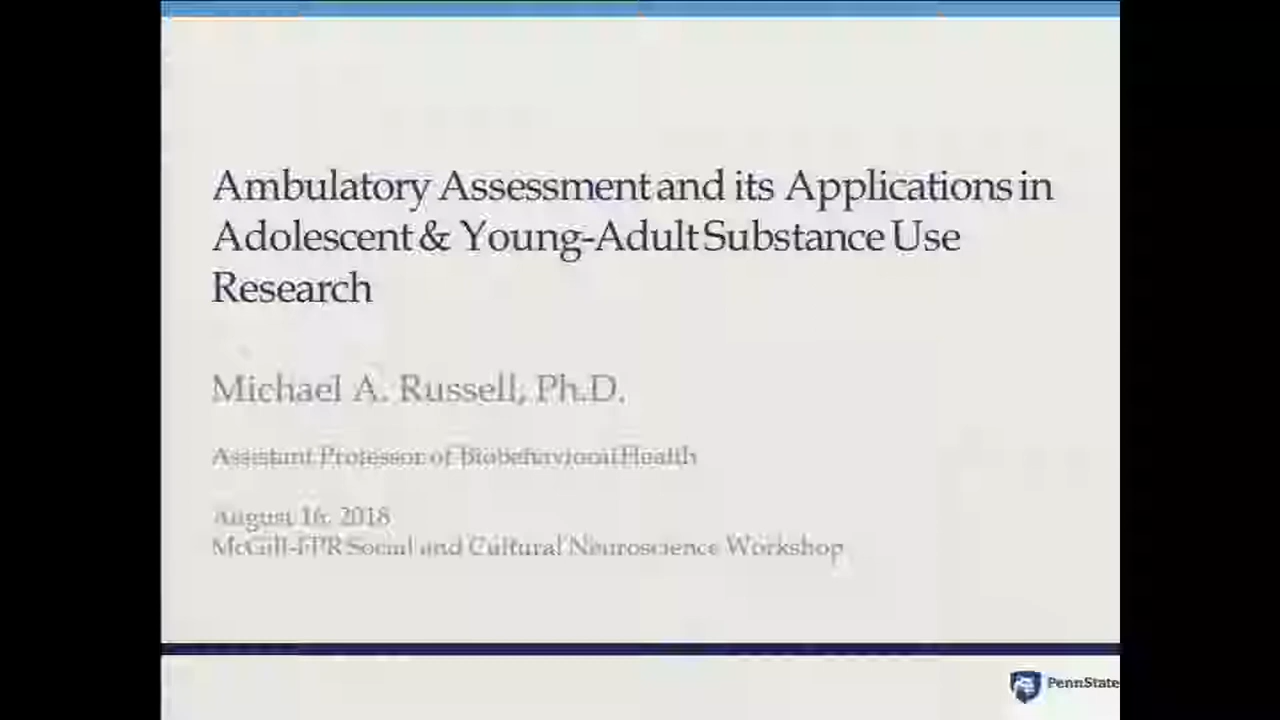 Ambulatory Assessment and its Applications in
Adolescent & Young-Adult Substance Use
Research
Michael A. Russell, Ph.D.
Assistant Professor of Biobehavioral Health
August 16, 2018
McGill-FPR Social and Cultural Neuroscience Workshop
PennState